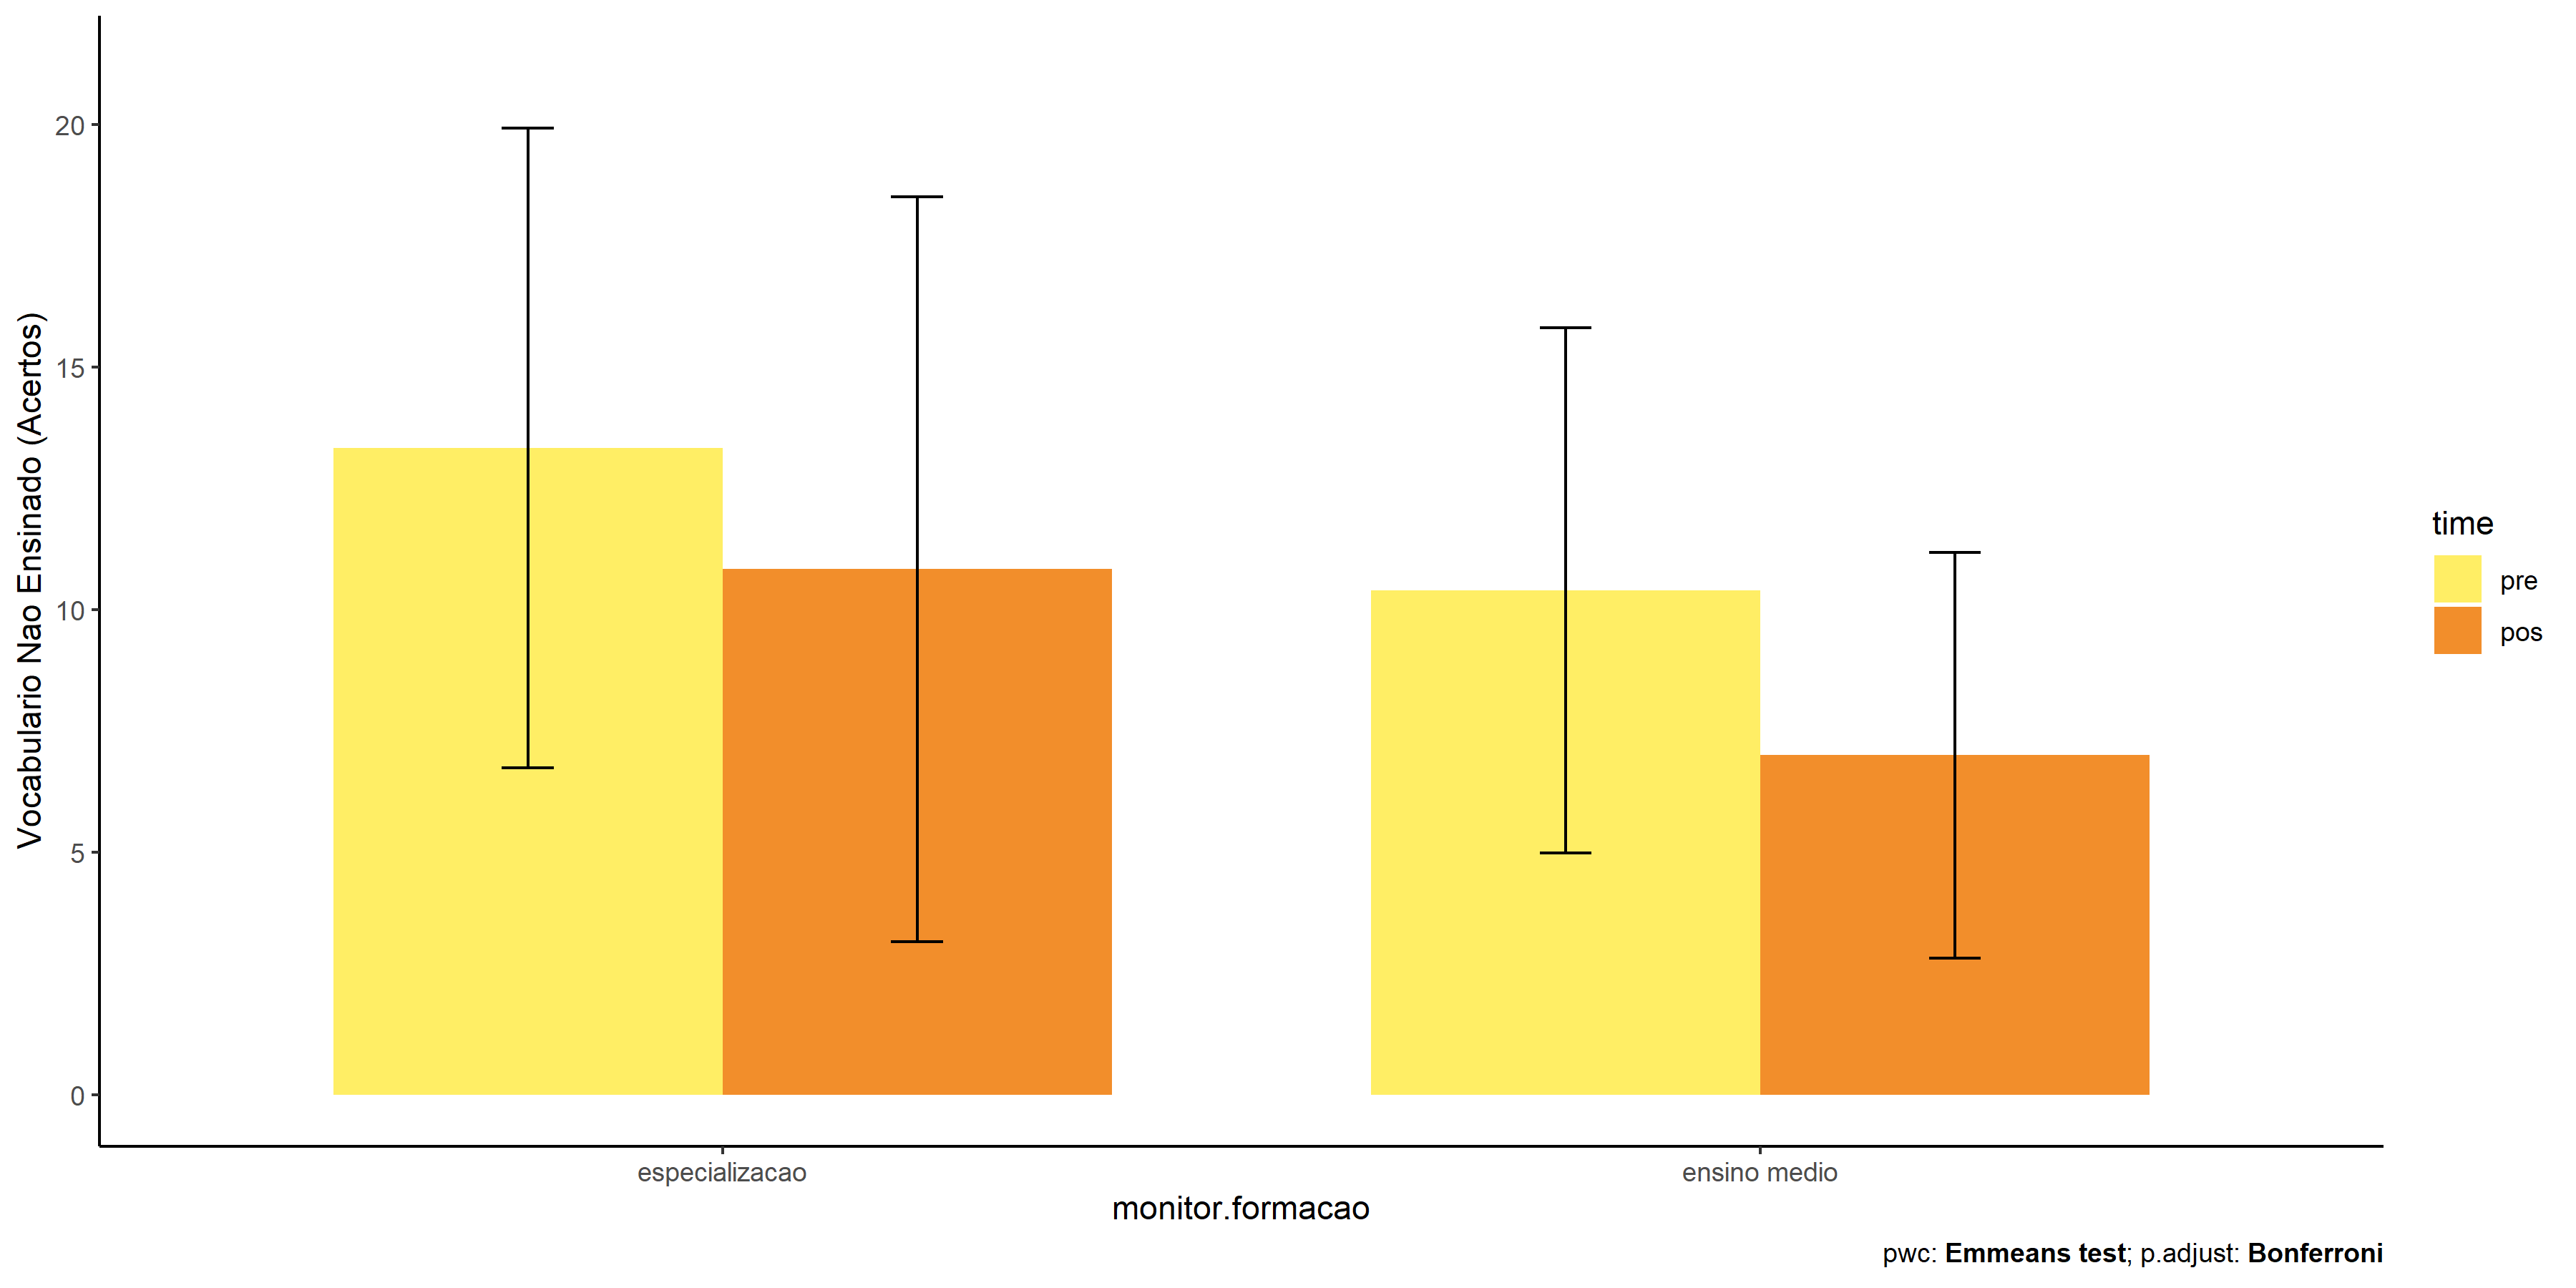 Vocabulario Nao Ensinado (Acertos)
20
15
10
5
0
especializacao
ensino medio
monitor.formacao
time
pre
pos
pwc: Emmeans test; p.adjust: Bonferroni